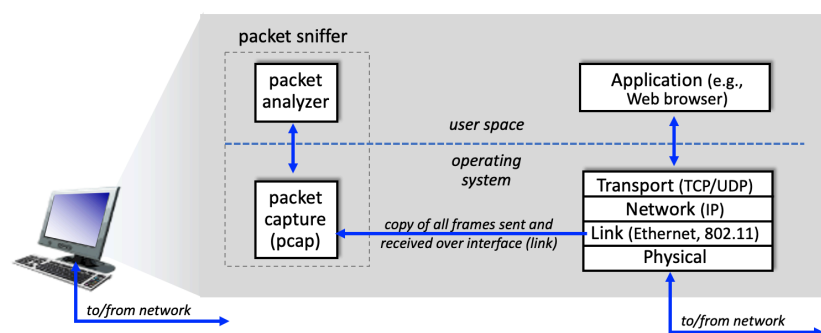 packet sniffer
packet
analyzer
Application (e.g.,
Web browser)
user space
operating
system
packet
capture
(pcap)
copy of all frames sent and
received over interface (link)
Transport (TCP/UDP)
Network (IP)
Link (Ethernet, 802.11)
Physical
to/from network
to/from network